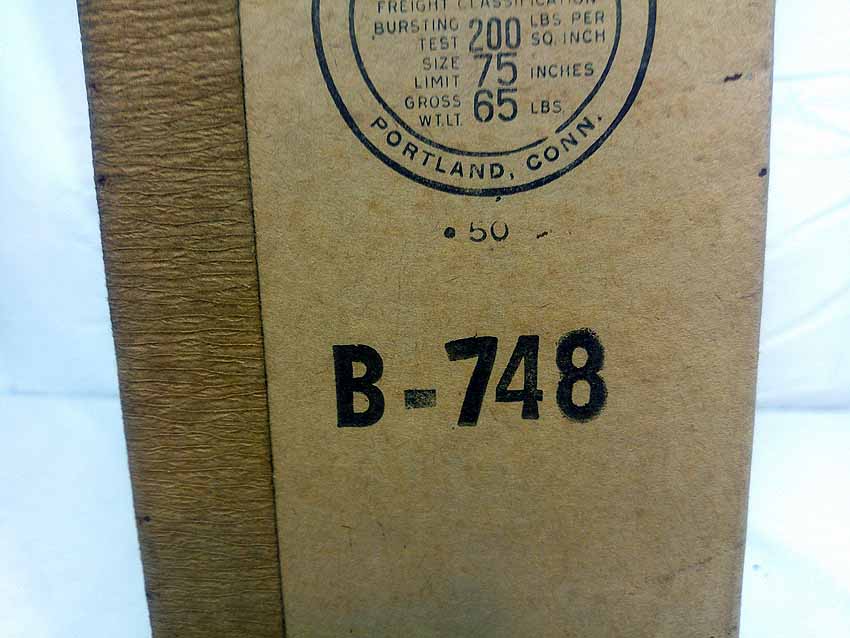 FREIGHT CLASSIFICATION
BURSTING TEST 200 LBS PER SQ. INCH
SIZE LIMIT 75 INCHES
GROSS WT. LT. 65 LBS.
PORTLAND, CONN.
• 50
B-748